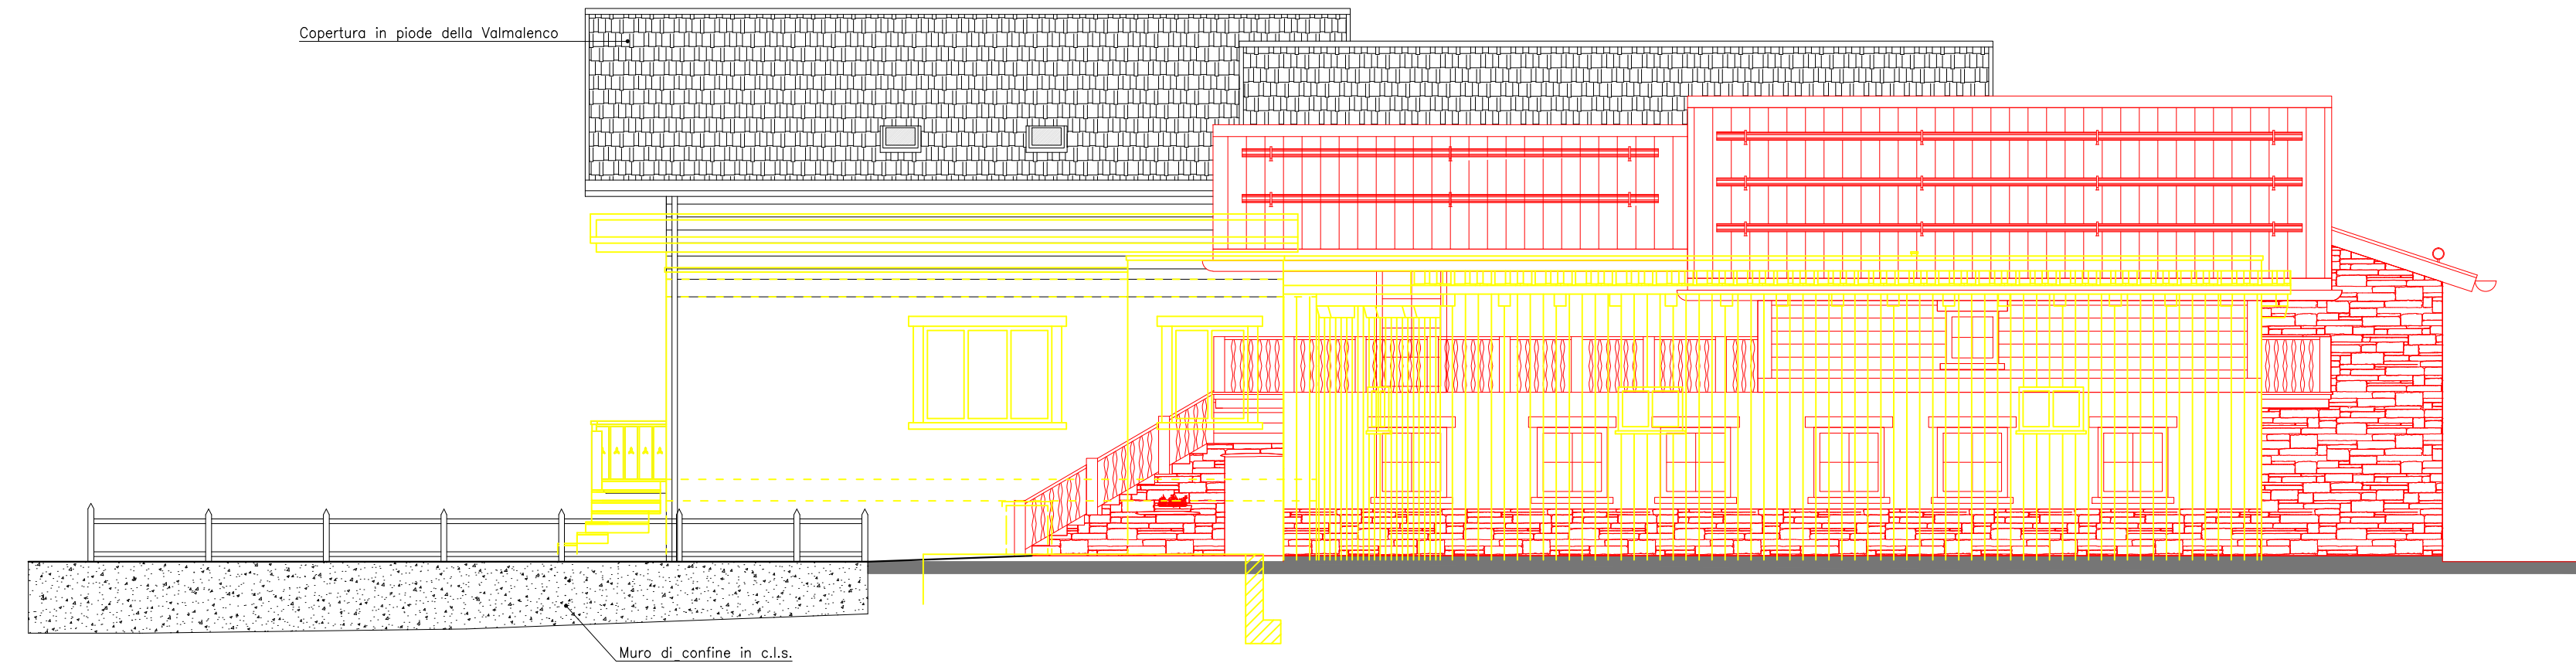 Copertura in piode della Valmalenco
Muro di confine in c.l.s.